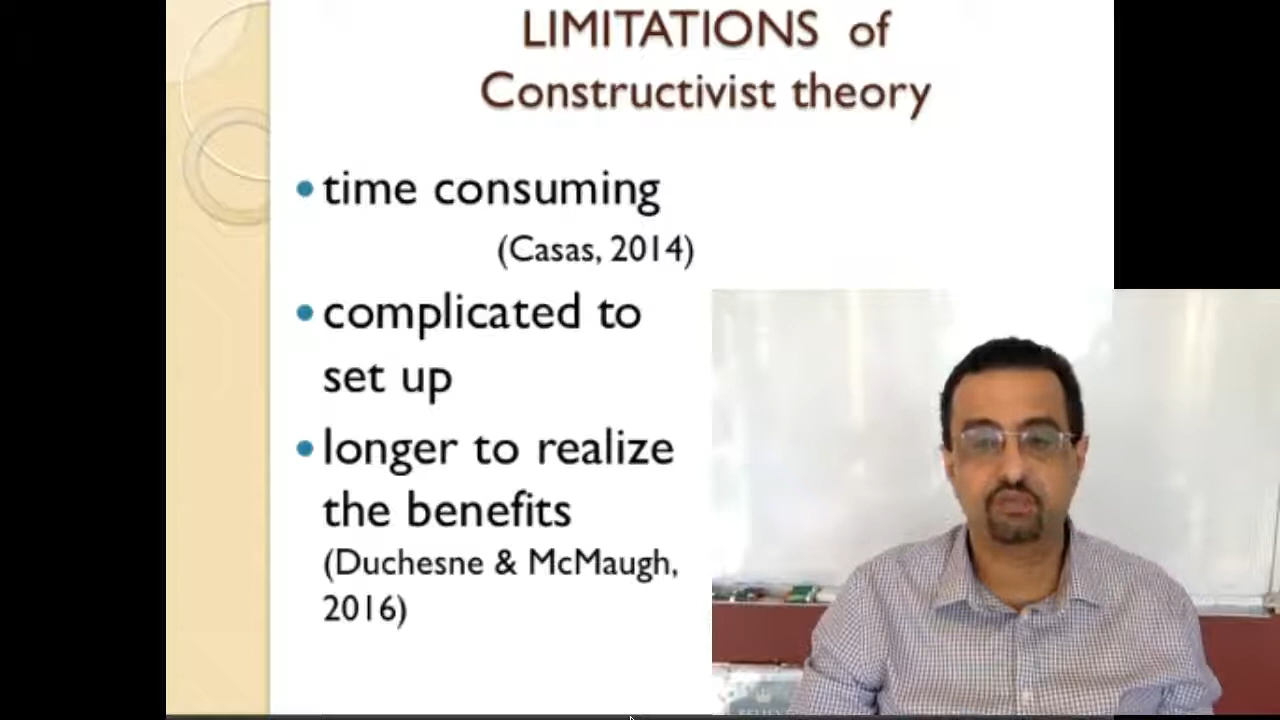 LIMITATIONS of
Constructivist theory
• time consuming
(Casas, 2014)
• complicated to
set up
• longer to realize
the benefits
(Duchesne & McMaugh,
2016)